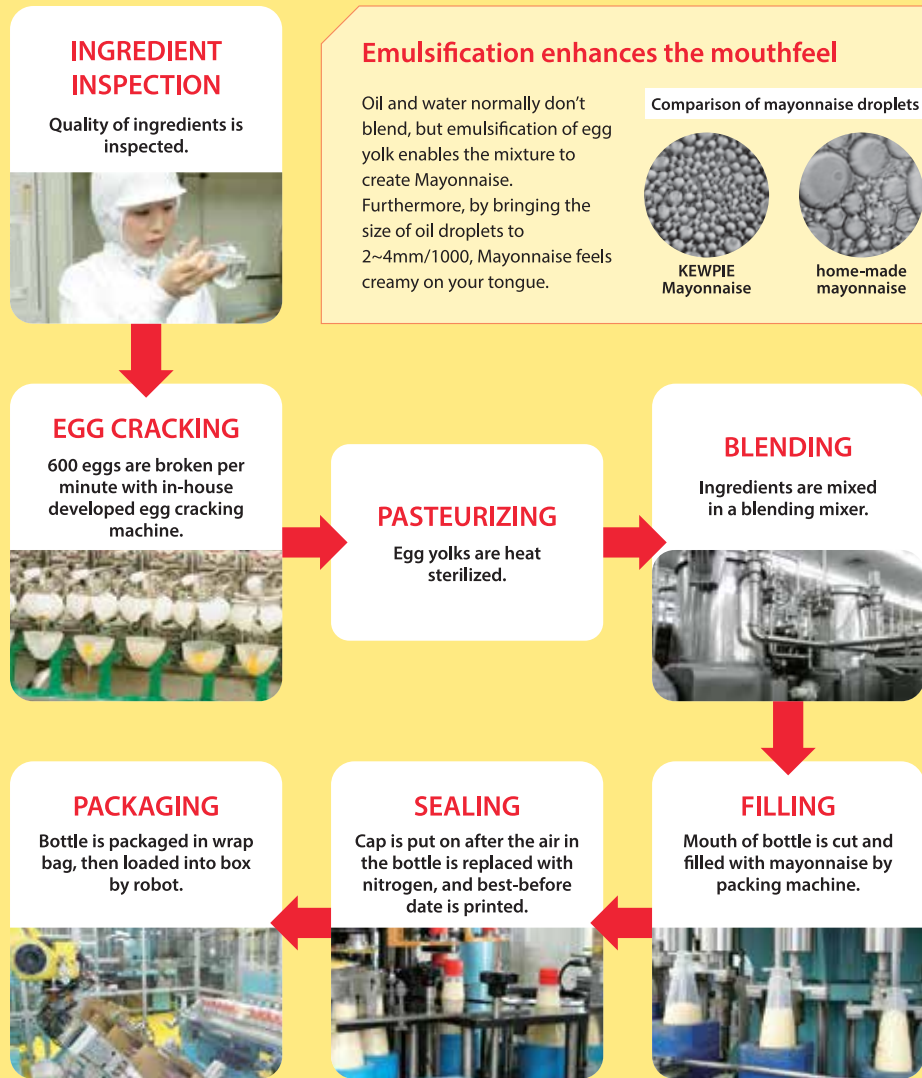 INGREDIENT
INSPECTION
Quality of ingredients is
inspected.
Emulsification enhances the mouthfeel
Oil and water normally don't
blend, but emulsification of egg
yolk enables the mixture to
create Mayonnaise.
Furthermore, by bringing the
size of oil droplets to
2~4mm/1000, Mayonnaise feels
creamy on your tongue.
Comparison of mayonnaise droplets
KEWPIE
Mayonnaise
home-made
mayonnaise
EGG CRACKING
600 eggs are broken per
minute with in-house
developed egg cracking
machine.
PASTEURIZING
Egg yolks are heat
sterilized.
BLENDING
Ingredients are mixed
in a blending mixer.
FILLING
Mouth of bottle is cut and
filled with mayonnaise by
packing machine.
SEALING
Cap is put on after the air in
the bottle is replaced with
nitrogen, and best-before
date is printed.
PACKAGING
Bottle is packaged in wrap
bag, then loaded into box
by robot.